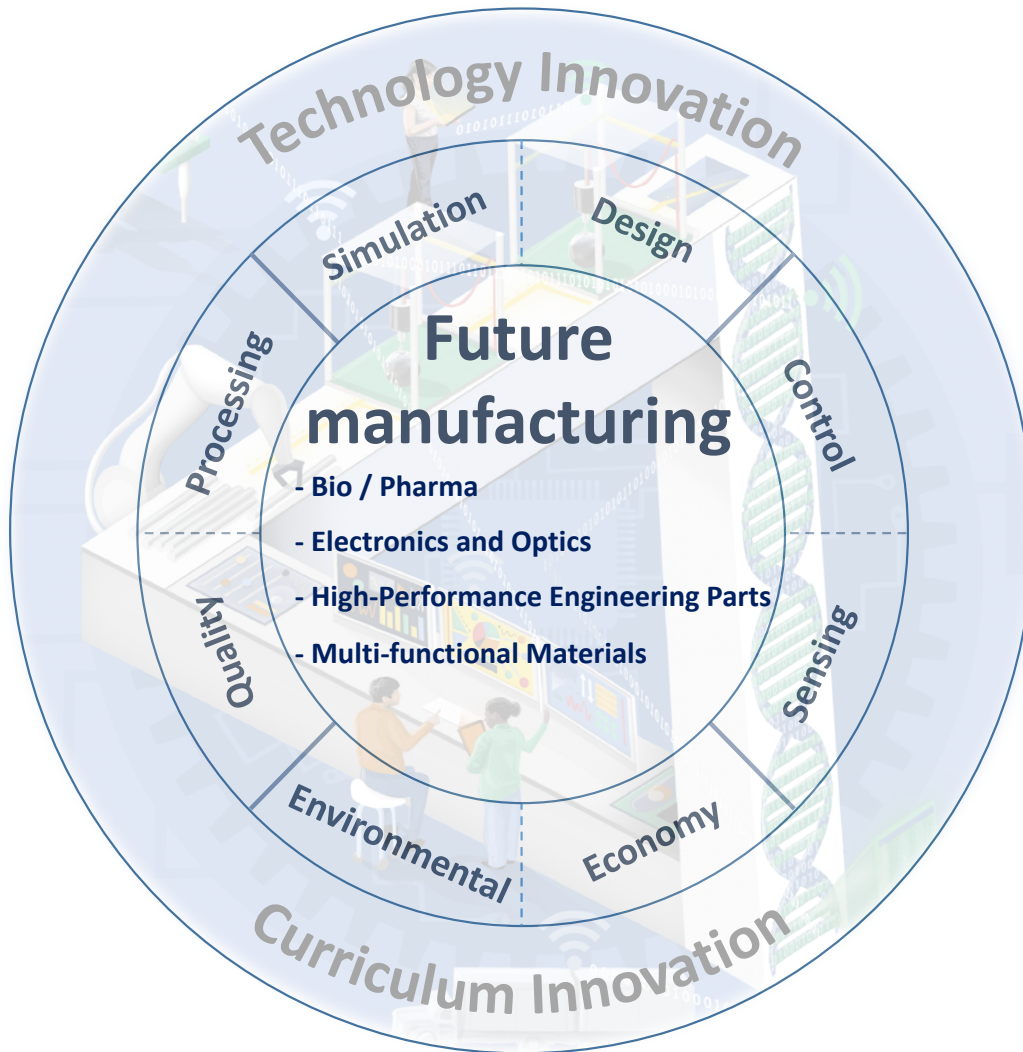 Technology Innovation
Simulation
Design
Processing
Control
Future
manufacturing
- Bio / Pharma
- Electronics and Optics
- High-Performance Engineering Parts
- Multi-functional Materials
Quality
Sensing
Environmental
Economy
Curriculum Innovation